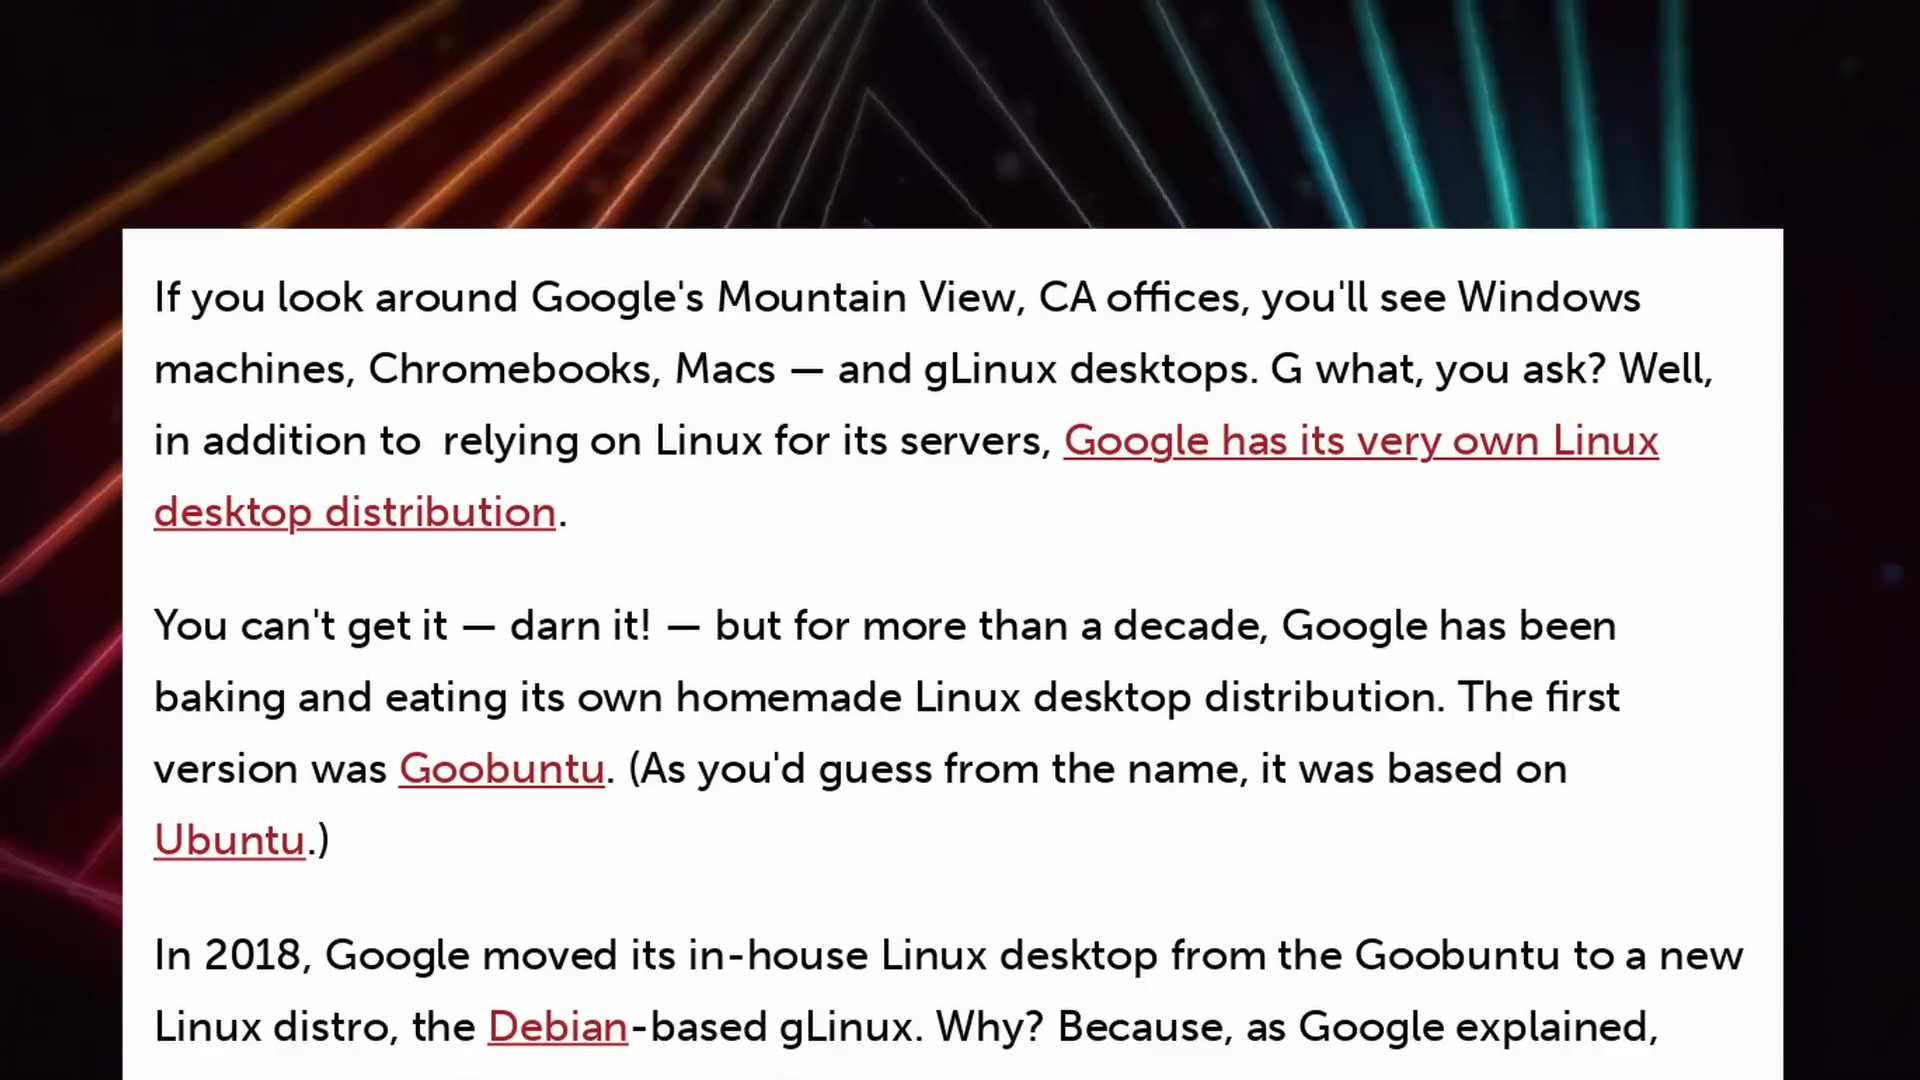 If you look around Google's Mountain View, CA offices, you'll see Windows
machines, Chromebooks, Macs — and gLinux desktops. G what, you ask? Well,
in addition to  relying on Linux for its servers, Google has its very own Linux
desktop distribution.
You can't get it — darn it! — but for more than a decade, Google has been
baking and eating its own homemade Linux desktop distribution. The first
version was Goobuntu. (As you'd guess from the name, it was based on
Ubuntu.)
In 2018, Google moved its in-house Linux desktop from the Goobuntu to a new
Linux distro, the Debian-based gLinux. Why? Because, as Google explained,